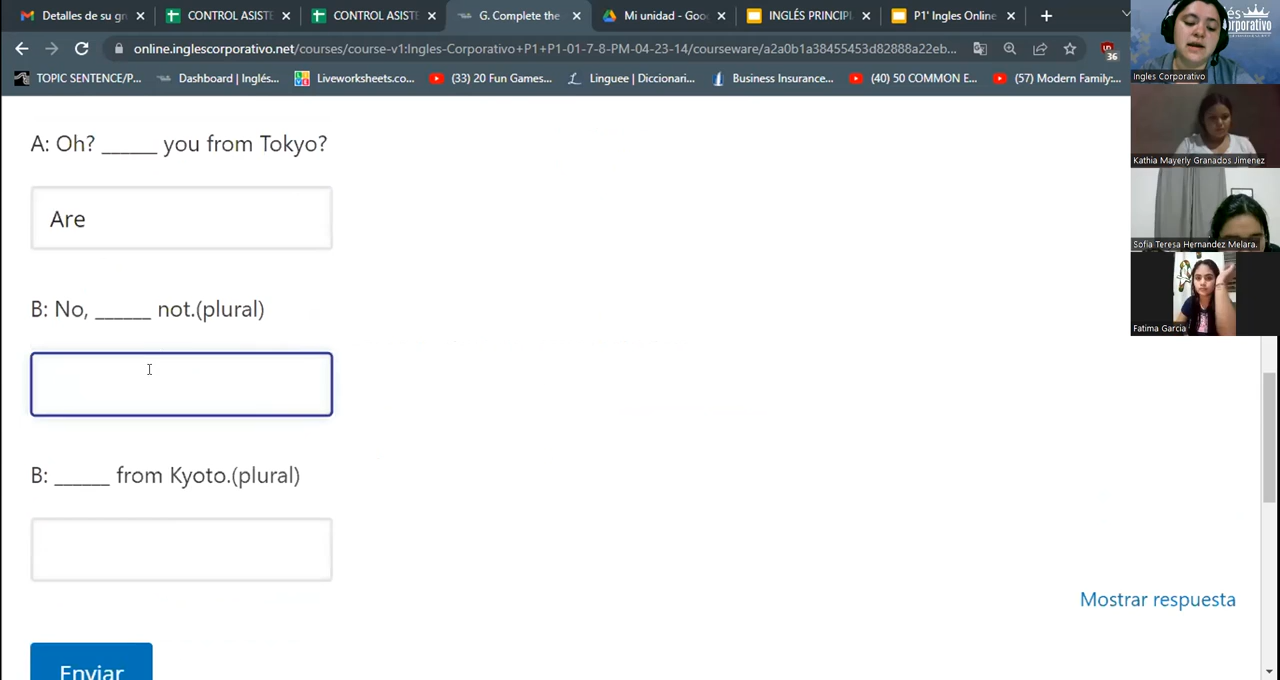 Detalles de su gr
CONTROL ASISTE
CONTROL ASISTE
G. Complete the
Mi unidad - Goo
INGLÉS PRINCIPI
P1' Ingles Online
online.inglescorporativo.net/courses/course-v1:Ingles-Corporativo+P1+P1-01-7-8-PM-04-23-14/courseware/a2a0b1a38455453d82888a22eb...
36
TOPIC SENTENCE/P...
Dashboard | Inglés...
Liveworksheets.co...
(33) 20 Fun Games...
Linguee | Diccionari...
Business Insurance...
(40) 50 COMMON E...
(57) Modern Family:...
Ingles Corporativo
Kathia Mayerly Granados Jimenez
Sofia Teresa Hernandez Melara.
Fatima Garcia
A: Oh? ______ you from Tokyo?
Are
B: No, ______ not.(plural)
B: ______ from Kyoto.(plural)
Mostrar respuesta
Enviar